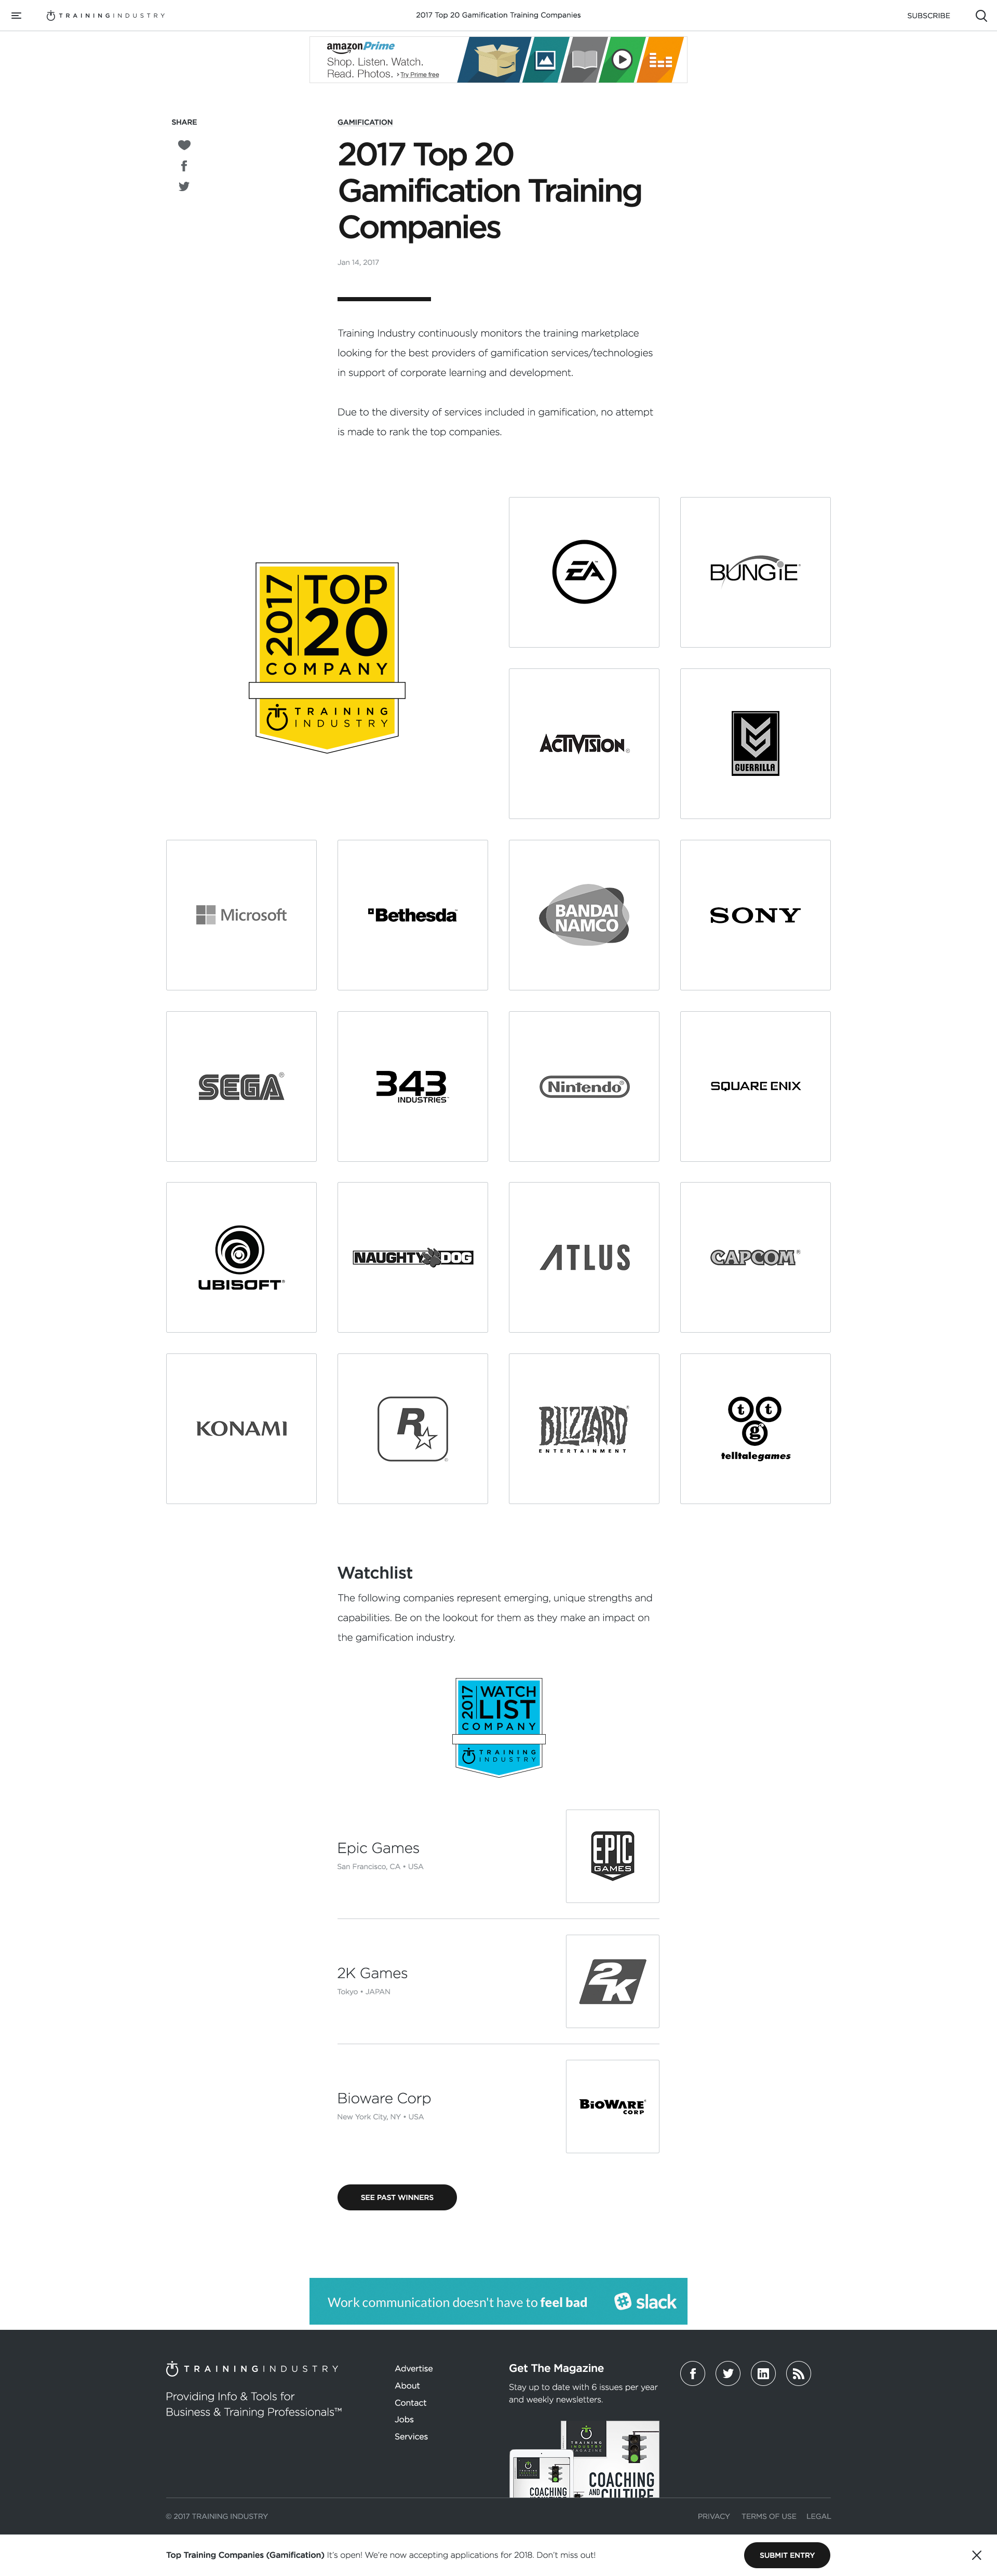 TRAININGINDUSTRY
2017 Top 20 Gamification Training Companies
SUBSCRIBE
amazonPrime
Shop. Listen. Watch.
Read. Photos. › Try Prime free
SHARE
GAMIFICATION
2017 Top 20
Gamification Training
Companies
Jan 14, 2017
Training Industry continuously monitors the training marketplace
looking for the best providers of gamification services/technologies
in support of corporate learning and development.
Due to the diversity of services included in gamification, no attempt
is made to rank the top companies.
2017 TOP
20
COMPANY
TRAINING
INDUSTRY
EA
BUNGiE
ACTiVISION®
GUERRILLA
Microsoft
Bethesda
BANDAI
NAMCO
SONY
SEGA®
343
INDUSTRIES
Nintendo®
SQUARE ENIX
UBISOFT®
NAUGHTY DOG
ATLUS
CAPCOM®
KONAMI
R
BLIZZARD®
ENTERTAINMENT
t t
g
telltalegames
Watchlist
The following companies represent emerging, unique strengths and
capabilities. Be on the lookout for them as they make an impact on
the gamification industry.
2017 WATCH
LIST
COMPANY
TRAINING
INDUSTRY
Epic Games
San Francisco, CA • USA
EPIC
GAMES
2K Games
Tokyo • JAPAN
2K
Bioware Corp
New York City, NY • USA
BioWARE
CORP
SEE PAST WINNERS
Work communication doesn't have to feel bad
slack
TRAININGINDUSTRY
Providing Info & Tools for
Business & Training Professionals™
Advertise
About
Contact
Jobs
Services
Get The Magazine
Stay up to date with 6 issues per year
and weekly newsletters.
TRAINING
INDUSTRY
MAGAZINE
COACHING
AND CULTURE
COACHING
© 2017 TRAINING INDUSTRY
PRIVACY
TERMS OF USE
LEGAL
Top Training Companies (Gamification) It's open! We're now accepting applications for 2018. Don't miss out!
SUBMIT ENTRY